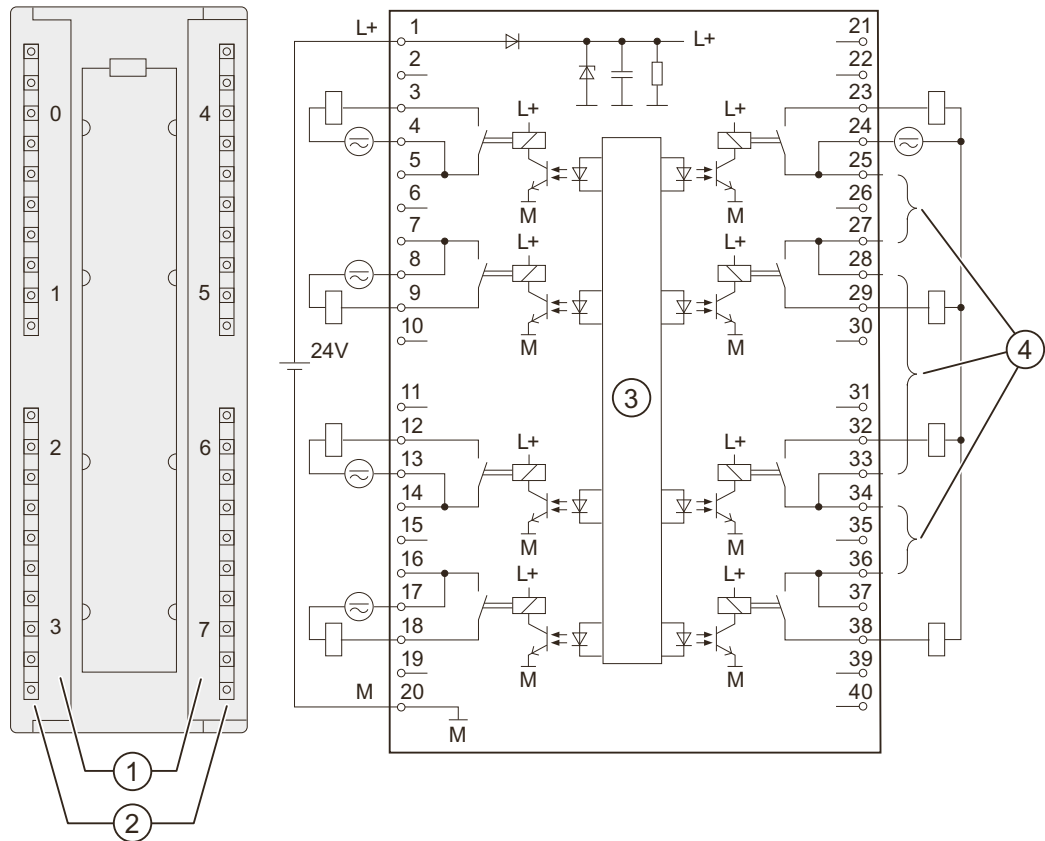 0 4
1 5
2 6
3 7
1
2
L+ 1 L+ 21
2 22
3 L+ L+ 23
4 24
5 25
M M
6 26
7 27
8 L+ L+ 28
9 29
10 M M 30
24V
3
4
11 31
12 32
L+ L+
13 33
14 34
15 M M 35
16 36
L+ L+
17 37
18 38
19 M M 39
M 20 40
M